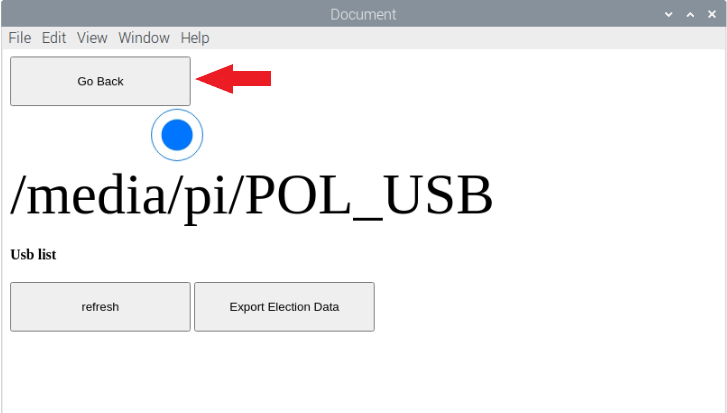 Document
File Edit View Window Help
Go Back
/media/pi/POL_USB
Usb list
refresh Export Election Data